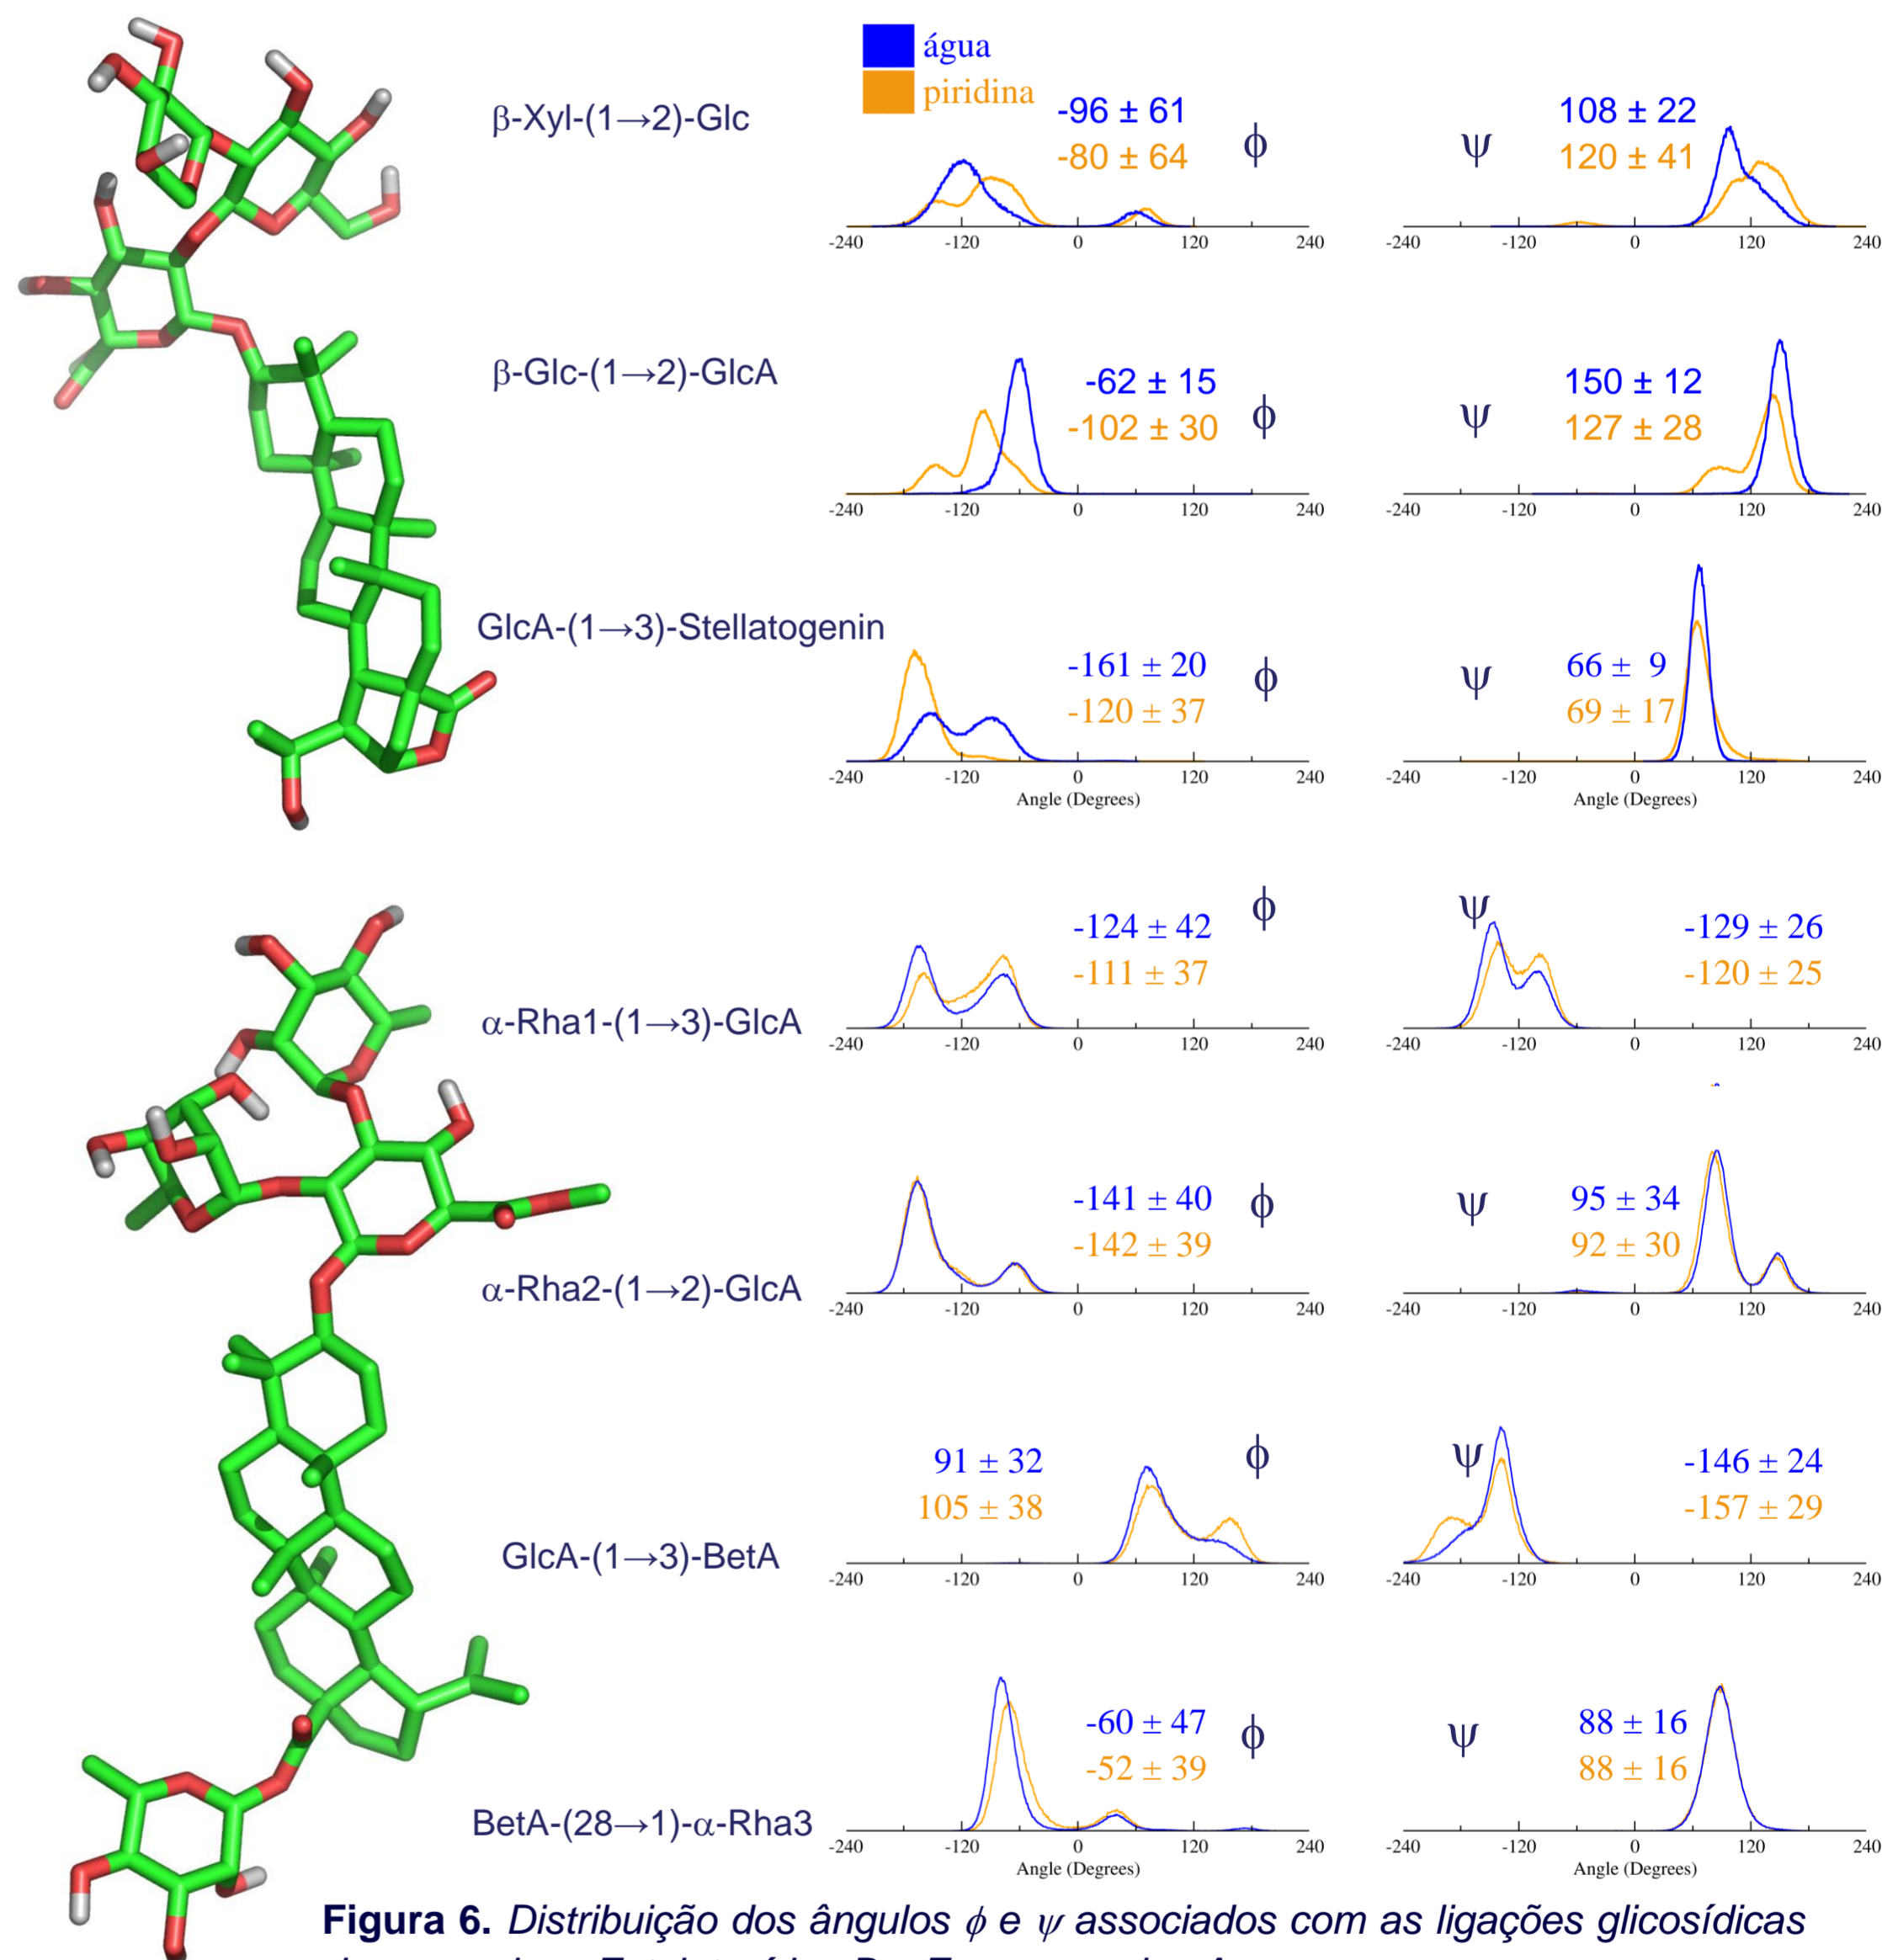 água
piridina
β-Xyl-(1→2)-Glc
-96 ± 61
-80 ± 64
ϕ
ψ
108 ± 22
120 ± 41
-240 -120 0 120 240
-240 -120 0 120 240
β-Glc-(1→2)-GlcA
-62 ± 15
-102 ± 30
ϕ
ψ
150 ± 12
127 ± 28
-240 -120 0 120 240
-240 -120 0 120 240
GlcA-(1→3)-Stellatogenin
-161 ± 20
-120 ± 37
ϕ
ψ
66 ± 9
69 ± 17
-240 -120 0 120 240
Angle (Degrees)
-240 -120 0 120 240
Angle (Degrees)
α-Rha1-(1→3)-GlcA
-124 ± 42
-111 ± 37
ϕ
ψ
-129 ± 26
-120 ± 25
-240 -120 0 120 240
-240 -120 0 120 240
α-Rha2-(1→2)-GlcA
-141 ± 40
-142 ± 39
ϕ
ψ
95 ± 34
92 ± 30
-240 -120 0 120 240
-240 -120 0 120 240
GlcA-(1→3)-BetA
91 ± 32
105 ± 38
ϕ
ψ
-146 ± 24
-157 ± 29
-240 -120 0 120 240
-240 -120 0 120 240
BetA-(28→1)-α-Rha3
-60 ± 47
-52 ± 39
ϕ
ψ
88 ± 16
88 ± 16
-240 -120 0 120 240
Angle (Degrees)
-240 -120 0 120 240
Angle (Degrees)
Figura 6. Distribuição dos ângulos ϕ e ψ associados com as ligações glicosídicas